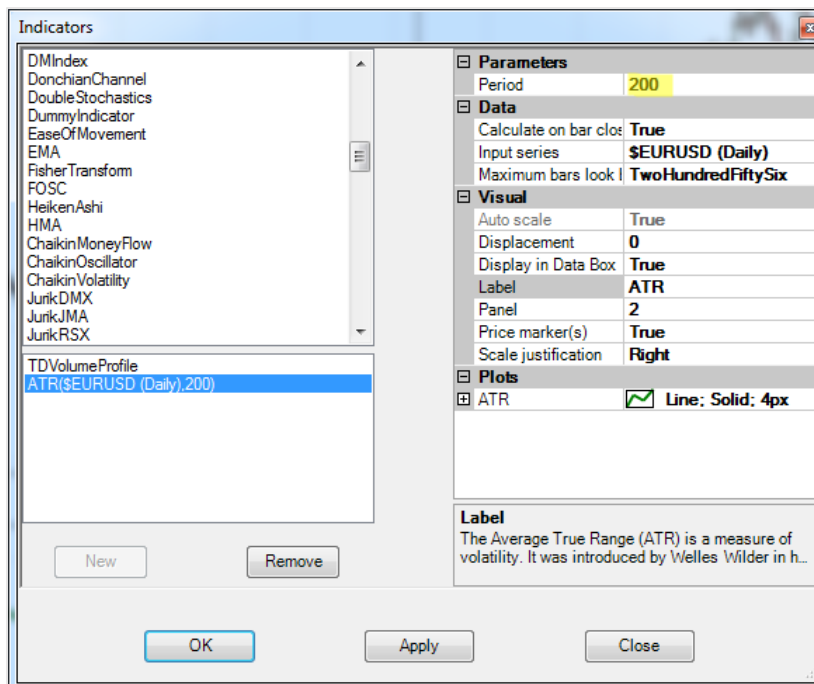 Indicators
DMIndex
DonchianChannel
DoubleStochastics
DummyIndicator
EaseOfMovement
EMA
FisherTransform
FOSC
HeikenAshi
HMA
ChaikinMoneyFlow
ChaikinOscillator
ChaikinVolatility
JurikDMX
JurikJMA
JurikRSX
TDVolumeProfile
ATR($EURUSD (Daily),200)
New
Remove
Parameters
Period 200
Data
Calculate on bar clos True
Input series $EURUSD (Daily)
Maximum bars look TwoHundredFiftySix
Visual
Auto scale True
Displacement 0
Display in Data Box True
Label ATR
Panel 2
Price marker(s) True
Scale justification Right
Plots
ATR Line; Solid; 4px
Label
The Average True Range (ATR) is a measure of
volatility. It was introduced by Welles Wilder in h...
OK
Apply
Close